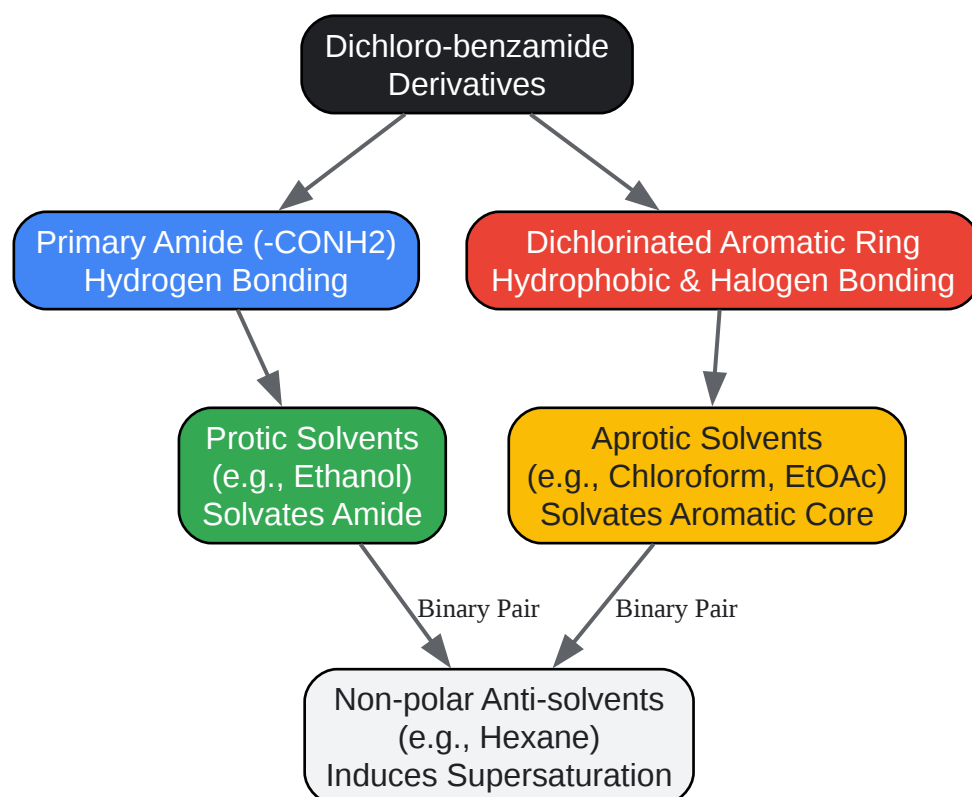 Dichloro-benzamide
Derivatives
Primary Amide (-CONH2)
Hydrogen Bonding
Dichlorinated Aromatic Ring
Hydrophobic & Halogen Bonding
Protic Solvents
(e.g., Ethanol)
Solvates Amide
Aprotic Solvents
(e.g., Chloroform, EtOAc)
Solvates Aromatic Core
Binary Pair
Binary Pair
Non-polar Anti-solvents
(e.g., Hexane)
Induces Supersaturation